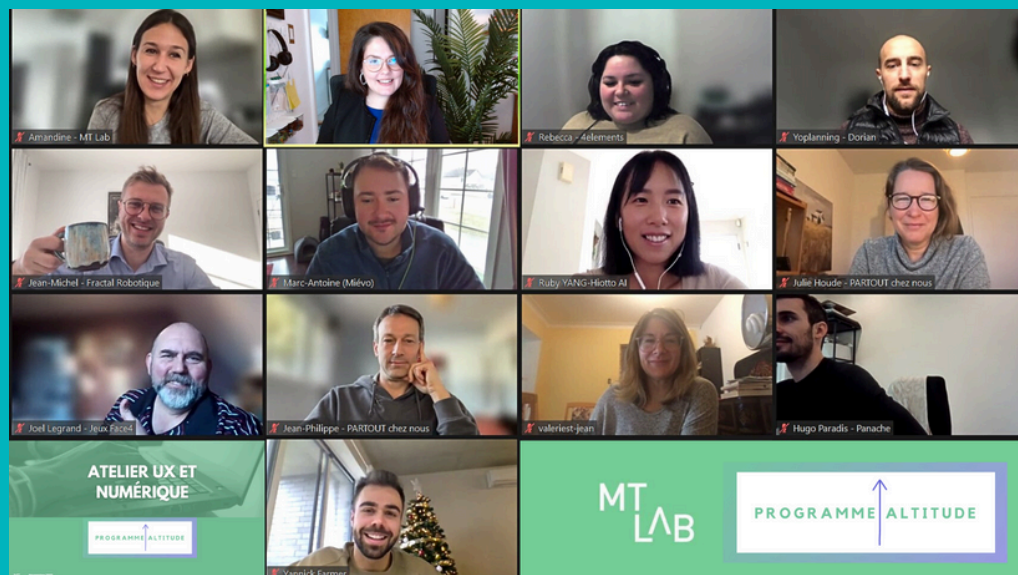 Amandine - MT Lab
Rebecca - 4elements
Yoplanning - Dorian
Jean-Michel - Fractal Robotique
Marc-Antoine (Miévo)
Ruby YANG-Hiotto AI
Julie Houde - PARTOUT chez nous
Joel Legrand - Jeux Face4
Jean-Philippe - PARTOUT chez nous
valeriest-jean
Hugo Paradis - Panache
ATELIER UX ET
NUMÉRIQUE
PROGRAMME ALTITUDE
Yannick Farmer
MT
LAB
PROGRAMME ALTITUDE